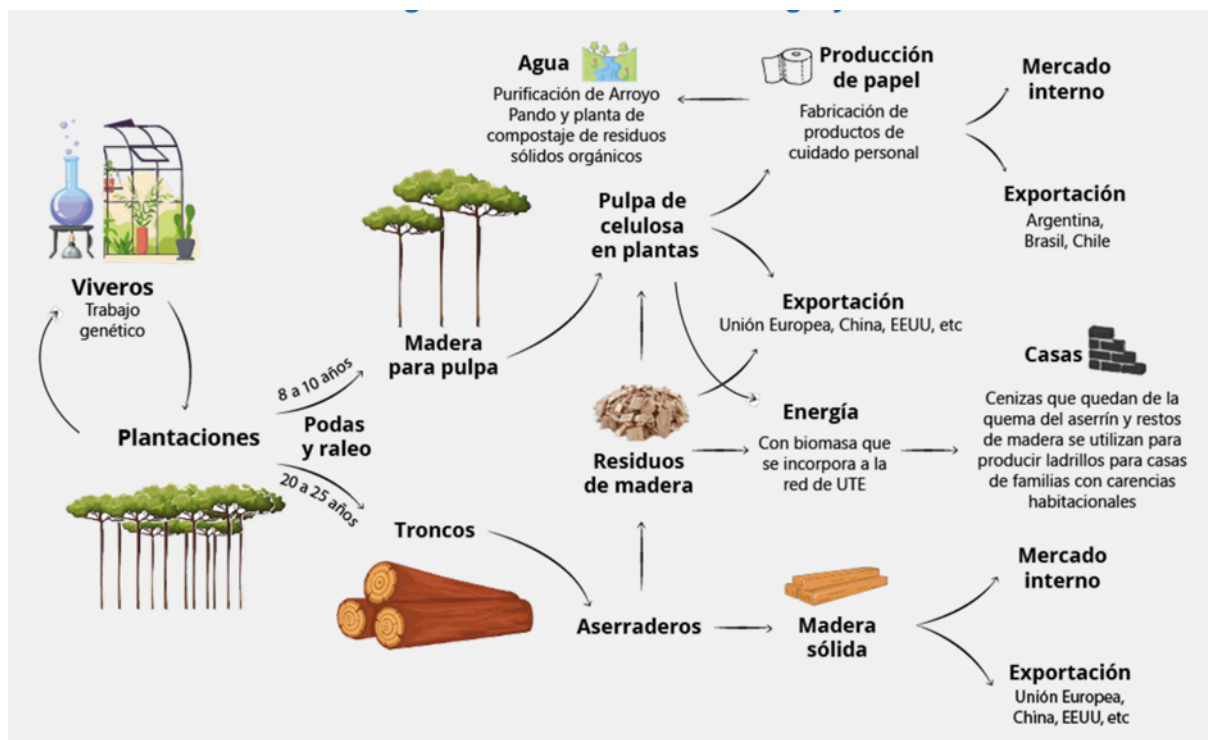 Agua
Purificación de Arroyo
Pando y planta de
compostaje de residuos
sólidos orgánicos
Producción
de papel
Fabricación de
productos de
cuidado personal
Mercado
interno
Exportación
Argentina,
Brasil, Chile
Viveros
Trabajo
genético
Plantaciones
8 a 10 años
Podas
y raleo
20 a 25 años
Madera
para pulpa
Pulpa de
celulosa
en plantas
Exportación
Unión Europea, China, EEUU, etc
Residuos
de madera
Energía
Con biomasa que
se incorpora a la
red de UTE
Casas
Cenizas que quedan de la
quema del aserrín y restos
de madera se utilizan para
producir ladrillos para casas
de familias con carencias
habitacionales
Troncos
Aserraderos
Madera
sólida
Mercado
interno
Exportación
Unión Europea,
China, EEUU, etc